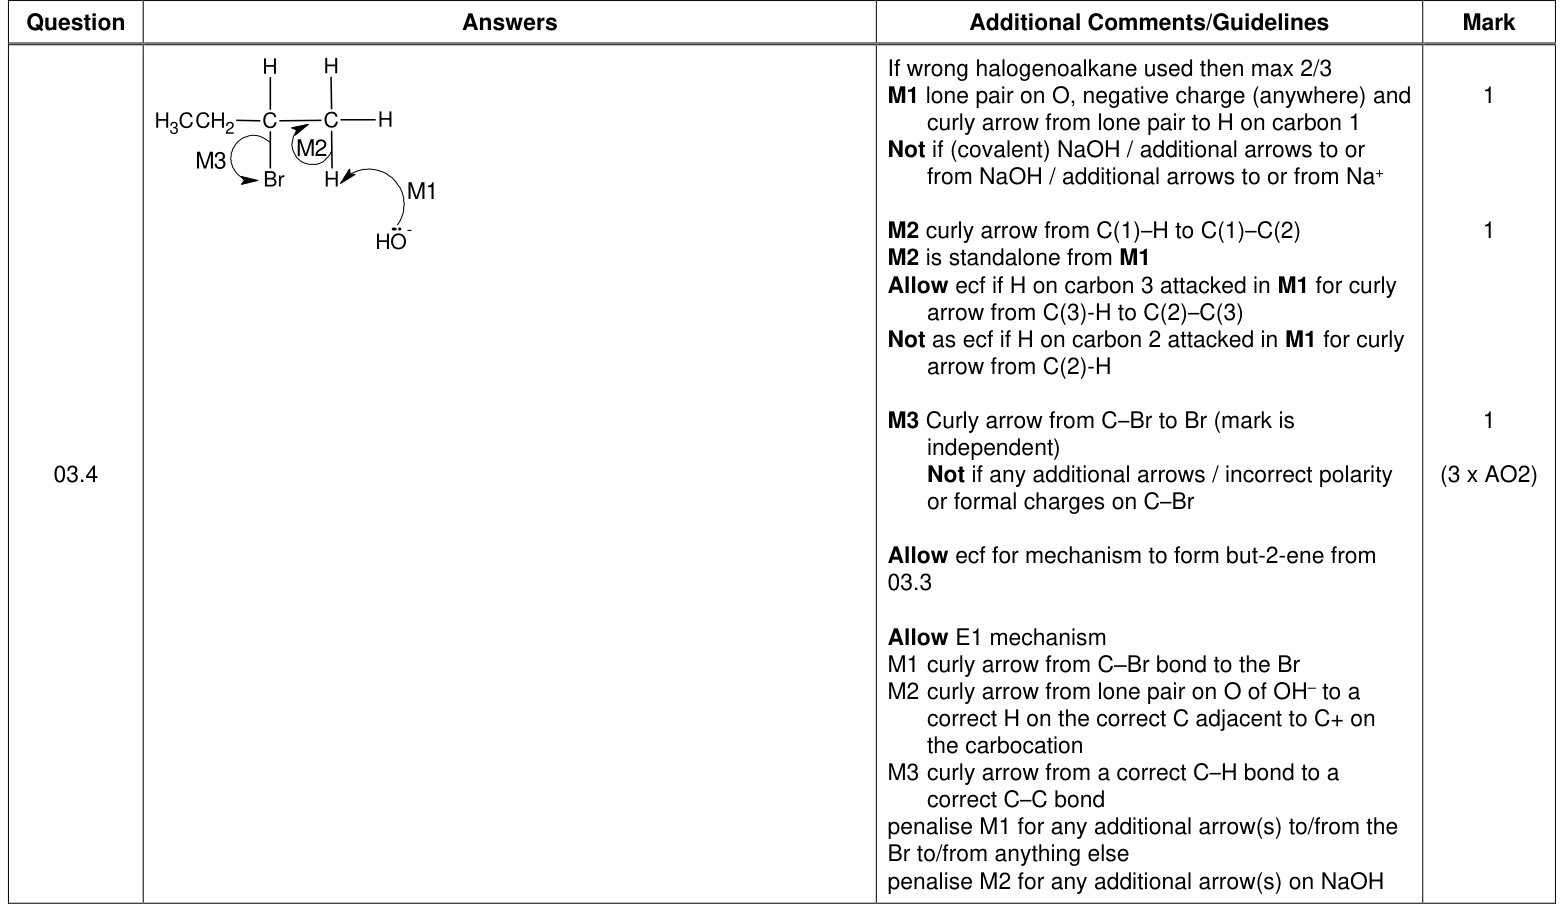 Question Answers Additional Comments/Guidelines Mark
03.4
H H
H₃CCH₂ C C H
M3 M2
Br H
M1
HO⁻
If wrong halogenoalkane used then max 2/3
M1 lone pair on O, negative charge (anywhere) and 1
curly arrow from lone pair to H on carbon 1
Not if (covalent) NaOH / additional arrows to or
from NaOH / additional arrows to or from Na⁺
M2 curly arrow from C(1)–H to C(1)–C(2) 1
M2 is standalone from M1
Allow ecf if H on carbon 3 attacked in M1 for curly
arrow from C(3)-H to C(2)–C(3)
Not as ecf if H on carbon 2 attacked in M1 for curly
arrow from C(2)-H
M3 Curly arrow from C–Br to Br (mark is 1
independent)
Not if any additional arrows / incorrect polarity (3 x AO2)
or formal charges on C–Br
Allow ecf for mechanism to form but-2-ene from
03.3
Allow E1 mechanism
M1 curly arrow from C–Br bond to the Br
M2 curly arrow from lone pair on O of OH⁻ to a
correct H on the correct C adjacent to C+ on
the carbocation
M3 curly arrow from a correct C–H bond to a
correct C–C bond
penalise M1 for any additional arrow(s) to/from the
Br to/from anything else
penalise M2 for any additional arrow(s) on NaOH